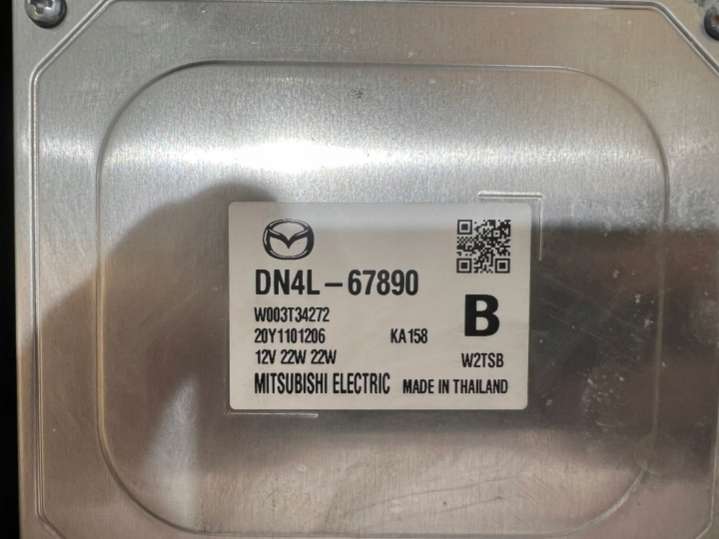 DN4L-67890
W003T34272
20Y1101206 KA158
12V 22W 22W
B
W2TSB
MITSUBISHI ELECTRIC MADE IN THAILAND